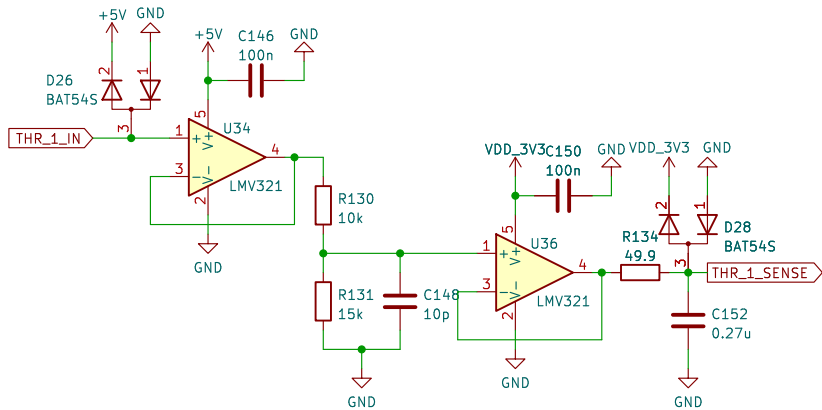 +5V
GND
2
1
D26
BAT54S
3
THR_1_IN
+5V
C146
100n
GND
5
U34
1
+
V+
4
3
−
V-
2
LMV321
GND
R130
10k
R131
15k
C148
10p
GND
VDD_3V3
C150
100n
GND
5
U36
1
+
V+
4
3
−
V-
2
LMV321
GND
VDD_3V3
GND
2
1
D28
BAT54S
3
R134
49.9
THR_1_SENSE
C152
0.27u
GND